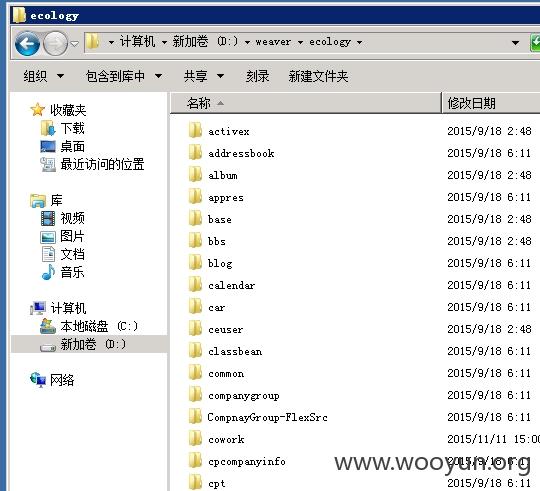 ecology
计算机 新加卷 (D:) weaver ecology
组织 包含到库中 共享 刻录 新建文件夹
名称 修改日期
收藏夹
下载
桌面
最近访问的位置
库
视频
图片
文档
音乐
计算机
本地磁盘 (C:)
新加卷 (D:)
网络
activex 2015/9/18 2:48
addressbook 2015/9/18 6:11
album 2015/9/18 2:48
appres 2015/9/18 6:11
base 2015/9/18 2:48
bbs 2015/9/18 2:48
blog 2015/9/18 6:11
calendar 2015/9/18 6:11
car 2015/9/18 6:11
ceuser 2015/9/18 2:48
classbean 2015/9/18 6:11
common 2015/9/18 6:11
companygroup 2015/9/18 6:11
CompnayGroup-FlexSrc 2015/9/18 6:11
cowork 2015/11/11 15:00
cpcompanyinfo 2015/9/18 6:11
cpt 2015/9/18 6:11
www.wooyun.org